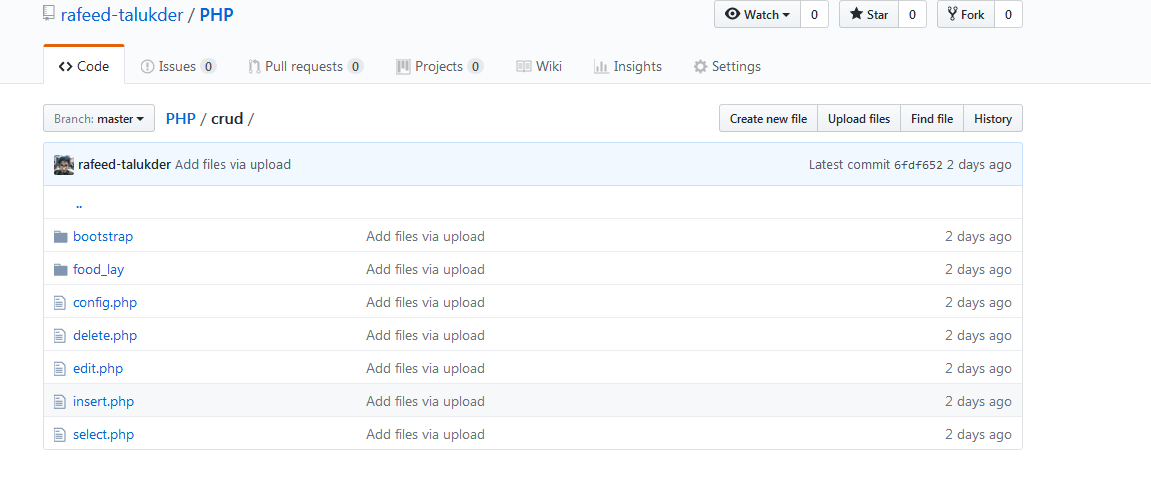 rafeed-talukder / PHP Watch 0 Star 0 Fork 0
Code Issues 0 Pull requests 0 Projects 0 Wiki Insights Settings
Branch: master PHP / crud / Create new file Upload files Find file History
rafeed-talukder Add files via upload Latest commit 6fdf652 2 days ago
..
bootstrap Add files via upload 2 days ago
food_lay Add files via upload 2 days ago
config.php Add files via upload 2 days ago
delete.php Add files via upload 2 days ago
edit.php Add files via upload 2 days ago
insert.php Add files via upload 2 days ago
select.php Add files via upload 2 days ago